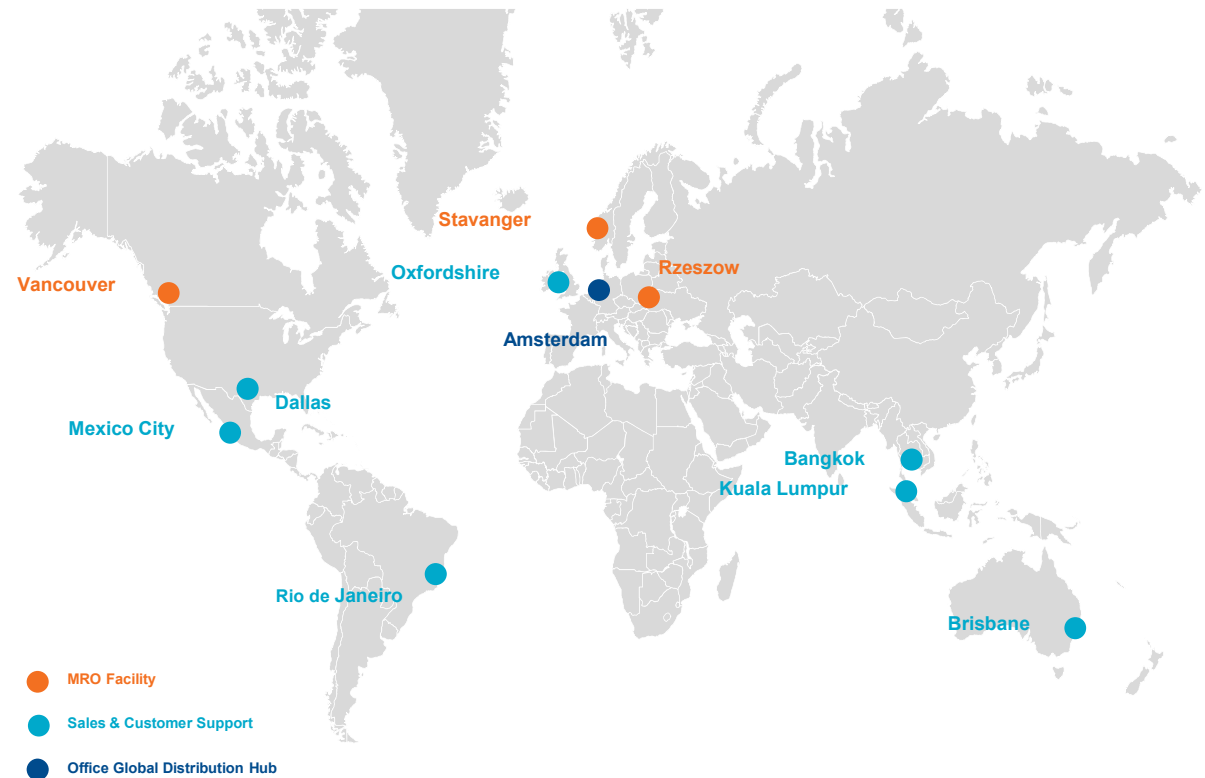 Stavanger
Oxfordshire
Rzeszow
Vancouver
Amsterdam
Dallas
Mexico City
Bangkok
Kuala Lumpur
Rio de Janeiro
Brisbane
MRO Facility
Sales & Customer Support
Office Global Distribution Hub